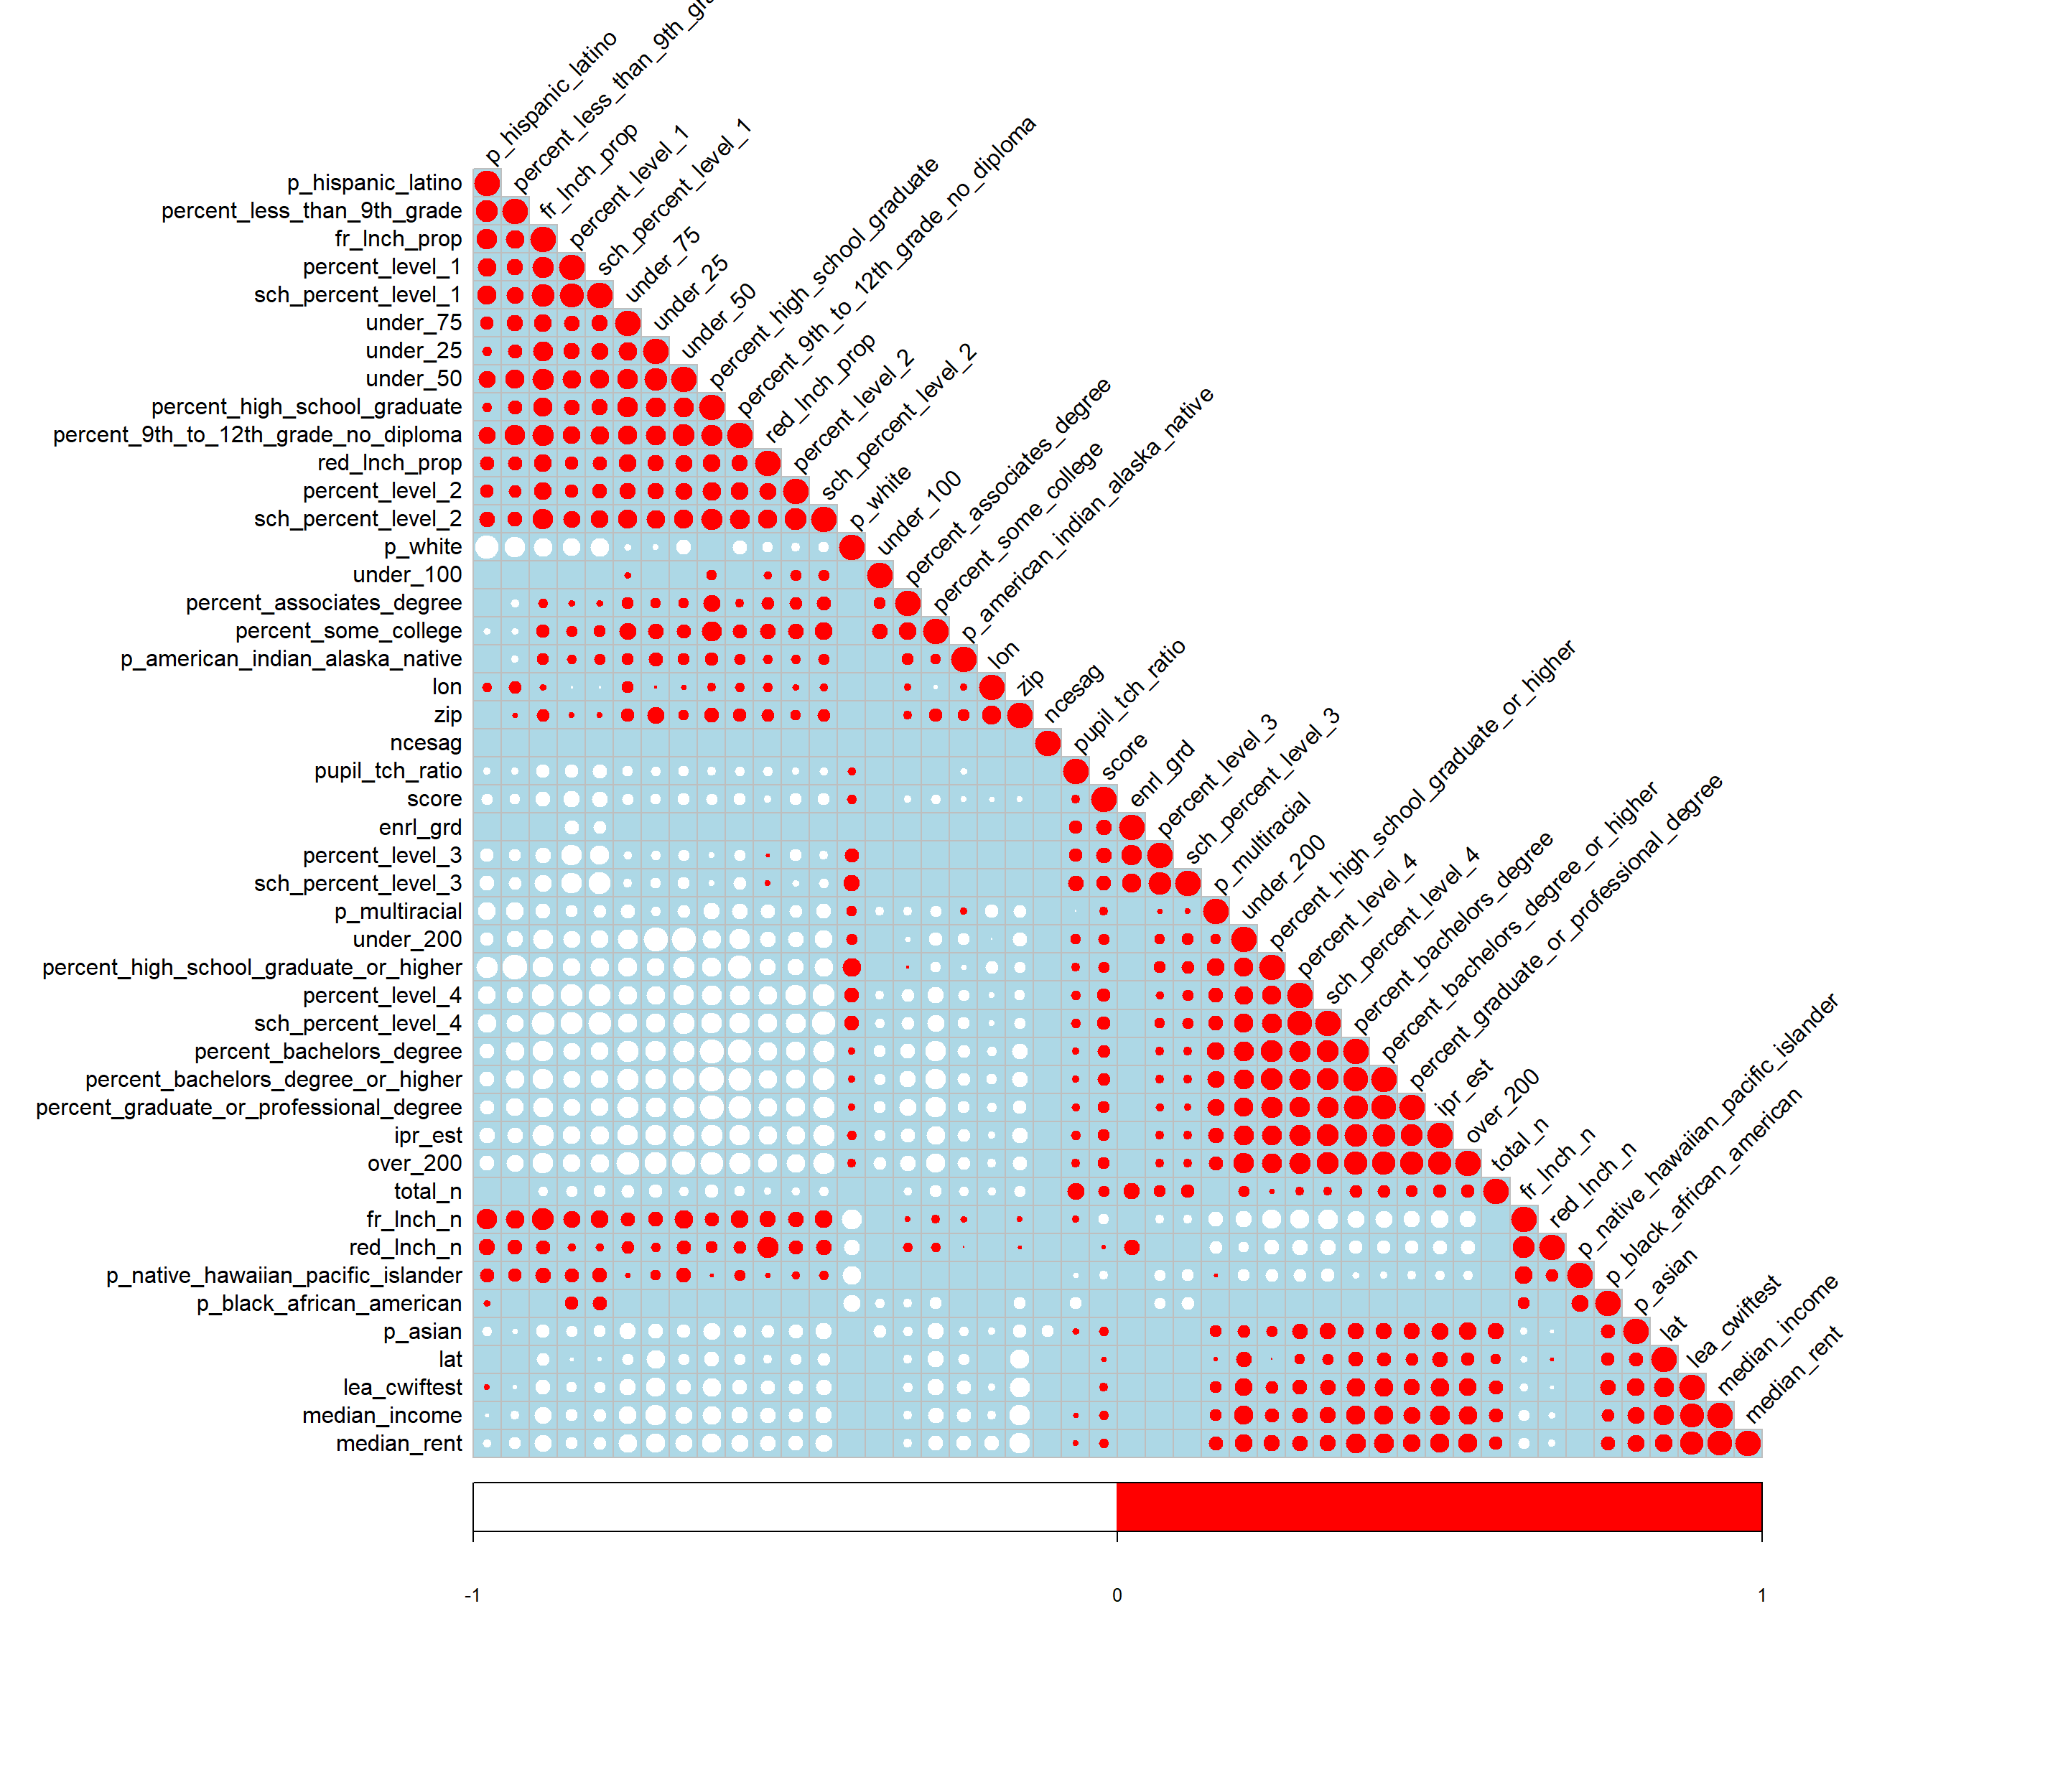 p_hispanic_latino
percent_less_than_9th_
fr_lnch_prop
percent_level_1
sch_percent_level_1
under_75
under_25
under_50
percent_high_school_graduate
percent_9th_to_12th_grade_no_diploma
red_lnch_prop
percent_level_2
sch_percent_level_2
p_white
under_100
percent_associates_degree
percent_some_college
p_american_indian_alaska_native
lon
zip
ncesag
pupil_tch_ratio
score
enrl_grd
percent_level_3
sch_percent_level_3
p_multiracial
under_200
percent_high_school_graduate_or_higher
percent_level_4
sch_percent_level_4
percent_bachelors_degree
percent_bachelors_degree_or_higher
percent_graduate_or_professional_degree
ipr_est
over_200
total_n
fr_lnch_n
red_lnch_n
p_native_hawaiian_pacific_islander
p_black_african_american
p_asian
lat
lea_cwiftest
median_income
median_rent
p_hispanic_latino
percent_less_than_9th_grade
fr_lnch_prop
percent_level_1
sch_percent_level_1
under_75
under_25
under_50
percent_high_school_graduate
percent_9th_to_12th_grade_no_diploma
red_lnch_prop
percent_level_2
sch_percent_level_2
p_white
under_100
percent_associates_degree
percent_some_college
p_american_indian_alaska_native
lon
zip
ncesag
pupil_tch_ratio
score
enrl_grd
percent_level_3
sch_percent_level_3
p_multiracial
under_200
percent_high_school_graduate_or_higher
percent_level_4
sch_percent_level_4
percent_bachelors_degree
percent_bachelors_degree_or_higher
percent_graduate_or_professional_degree
ipr_est
over_200
total_n
fr_lnch_n
red_lnch_n
p_native_hawaiian_pacific_islander
p_black_african_american
p_asian
lat
lea_cwiftest
median_income
median_rent
-1 0 1